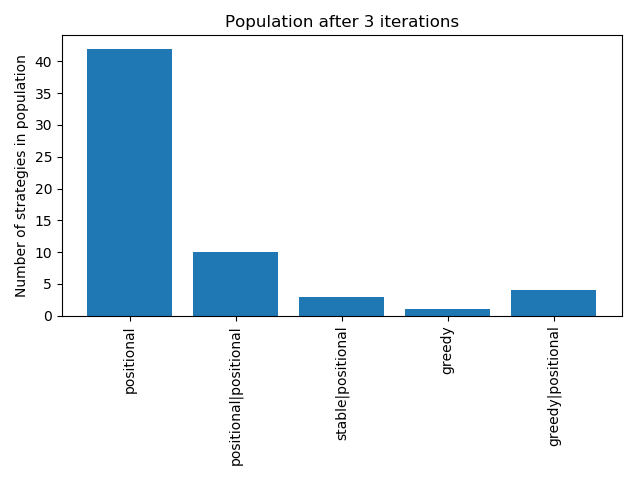 Population after 3 iterations
Number of strategies in population
40
35
30
25
20
15
10
5
0
positional
positional|positional
stable|positional
greedy
greedy|positional